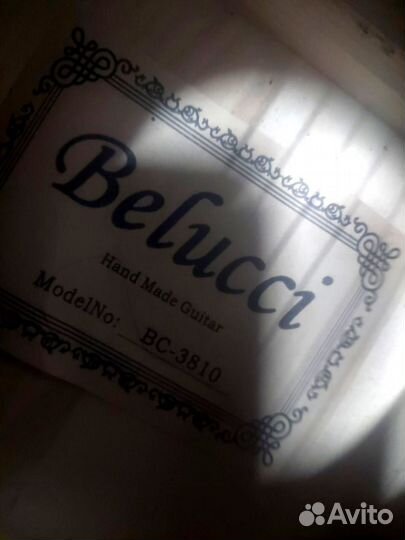 Belucci
Hand Made Guitar
ModelNo: BC-3810
Avito